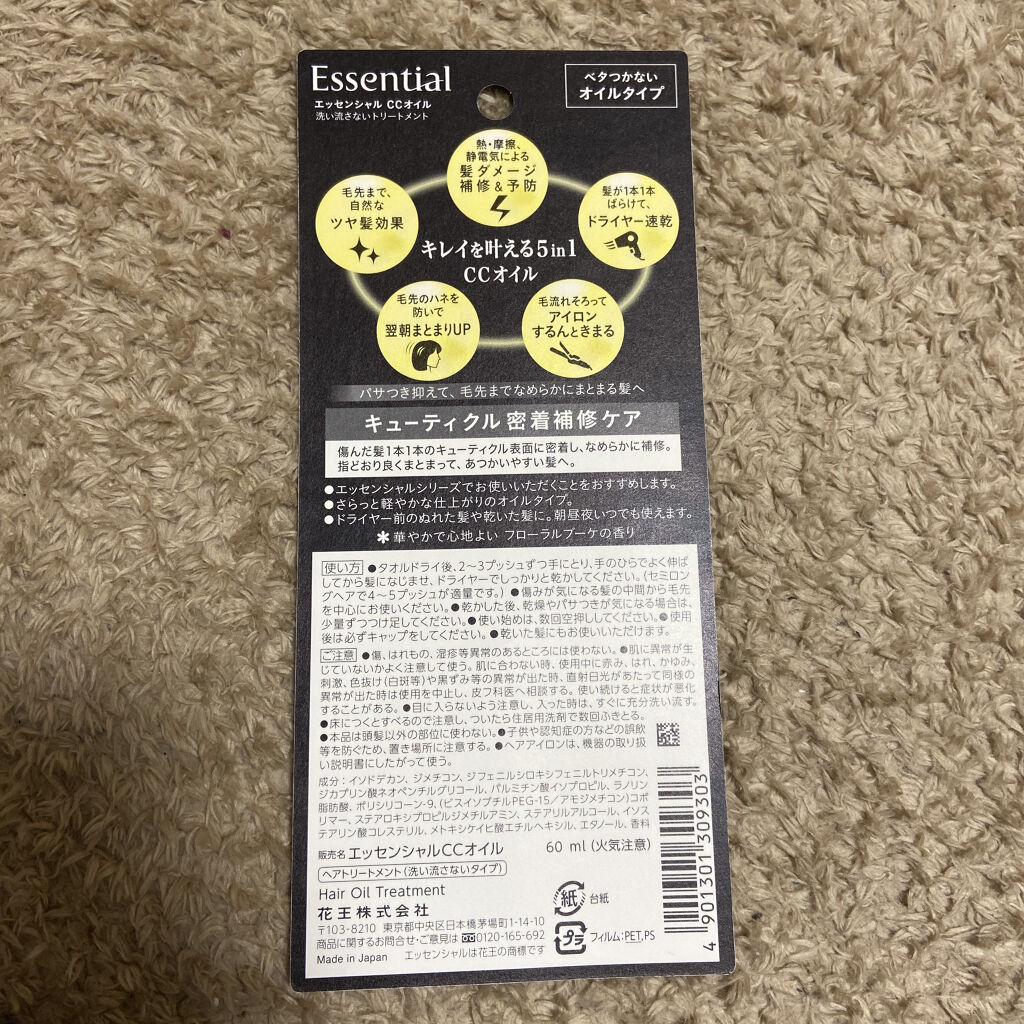 Essential
エッセンシャル CCオイル
洗い流さないトリートメント
ベタつかない
オイルタイプ
熱・摩擦、
静電気による
髪ダメージ
補修＆予防
毛先まで、
自然な
ツヤ髪効果
髪が1本1本
ばらけて、
ドライヤー速乾
キレイを叶える5in1
CCオイル
毛先のハネを
防いで
翌朝まとまりUP
毛流れそろって
アイロン
するんときまる
パサつき抑えて、毛先までなめらかにまとまる髪へ
キューティクル 密着補修ケア
傷んだ髪1本1本のキューティクル表面に密着し、なめらかに補修。
指どおり良くまとまって、あつかいやすい髪へ。
●エッセンシャルシリーズでお使いいただくことをおすすめします。
●さらっと軽やかな仕上がりのオイルタイプ。
●ドライヤー前のぬれた髪や乾いた髪に。朝昼夜いつでも使えます。
＊華やかで心地よい フローラルブーケの香り
使い方 ●タオルドライ後、2～3プッシュずつ手にとり、手のひらでよく伸ば
してから髪になじませ、ドライヤーでしっかりと乾かしてください。(セミロン
グヘアで4～5プッシュが適量です。) ●傷みが気になる髪の中間から毛先
を中心にお使いください。●乾かした後、乾燥やパサつきが気になる場合は、
少量ずつつけ足してください。●使い始めは、数回空押ししてください。●使用
後は必ずキャップをしてください。●乾いた髪にもお使いいただけます。
ご注意 ●傷、はれもの、湿疹等異常のあるところには使わない。●肌に異常が生
じていないかよく注意して使う。肌に合わない時、使用中に赤み、はれ、かゆみ、
刺激、色抜け(白斑等)や黒ずみ等の異常が出た時、直射日光があたって同様の
異常が出た時は使用を中止し、皮フ科医へ相談する。使い続けると症状が悪化
することがある。●目に入らないよう注意し、入った時は、すぐに充分洗い流す。
●床につくとすべるので注意し、ついたら住居用洗剤で数回ふきとる。
●本品は頭髪以外の部位に使わない。●子供や認知症の方などの誤飲
等を防ぐため、置き場所に注意する。●ヘアアイロンは、機器の取り扱
い説明書にしたがって使う。
成分：イソドデカン、ジメチコン、ジフェニルシロキシフェニルトリメチコン、
ジカプリン酸ネオペンチルグリコール、パルミチン酸イソプロピル、ラノリン
脂肪酸、ポリシリコーン-9、(ビスイソブチルPEG-15/アモジメチコン)コポ
リマー、ステアロキシプロピルジメチルアミン、ステアリルアルコール、イソス
テアリン酸コレステリル、メトキシケイヒ酸エチルヘキシル、エタノール、香料
販売名 エッセンシャルCCオイル 60 ml (火気注意)
ヘアトリートメント(洗い流さないタイプ)
Hair Oil Treatment
花王株式会社
〒103-8210 東京都中央区日本橋茅場町1-14-10
商品に関するお問合せ・ご意見は 0120-165-692
Made in Japan エッセンシャルは花王の商標です
紙 台紙
プラ フィルム：PET,PS
4 901301 309303